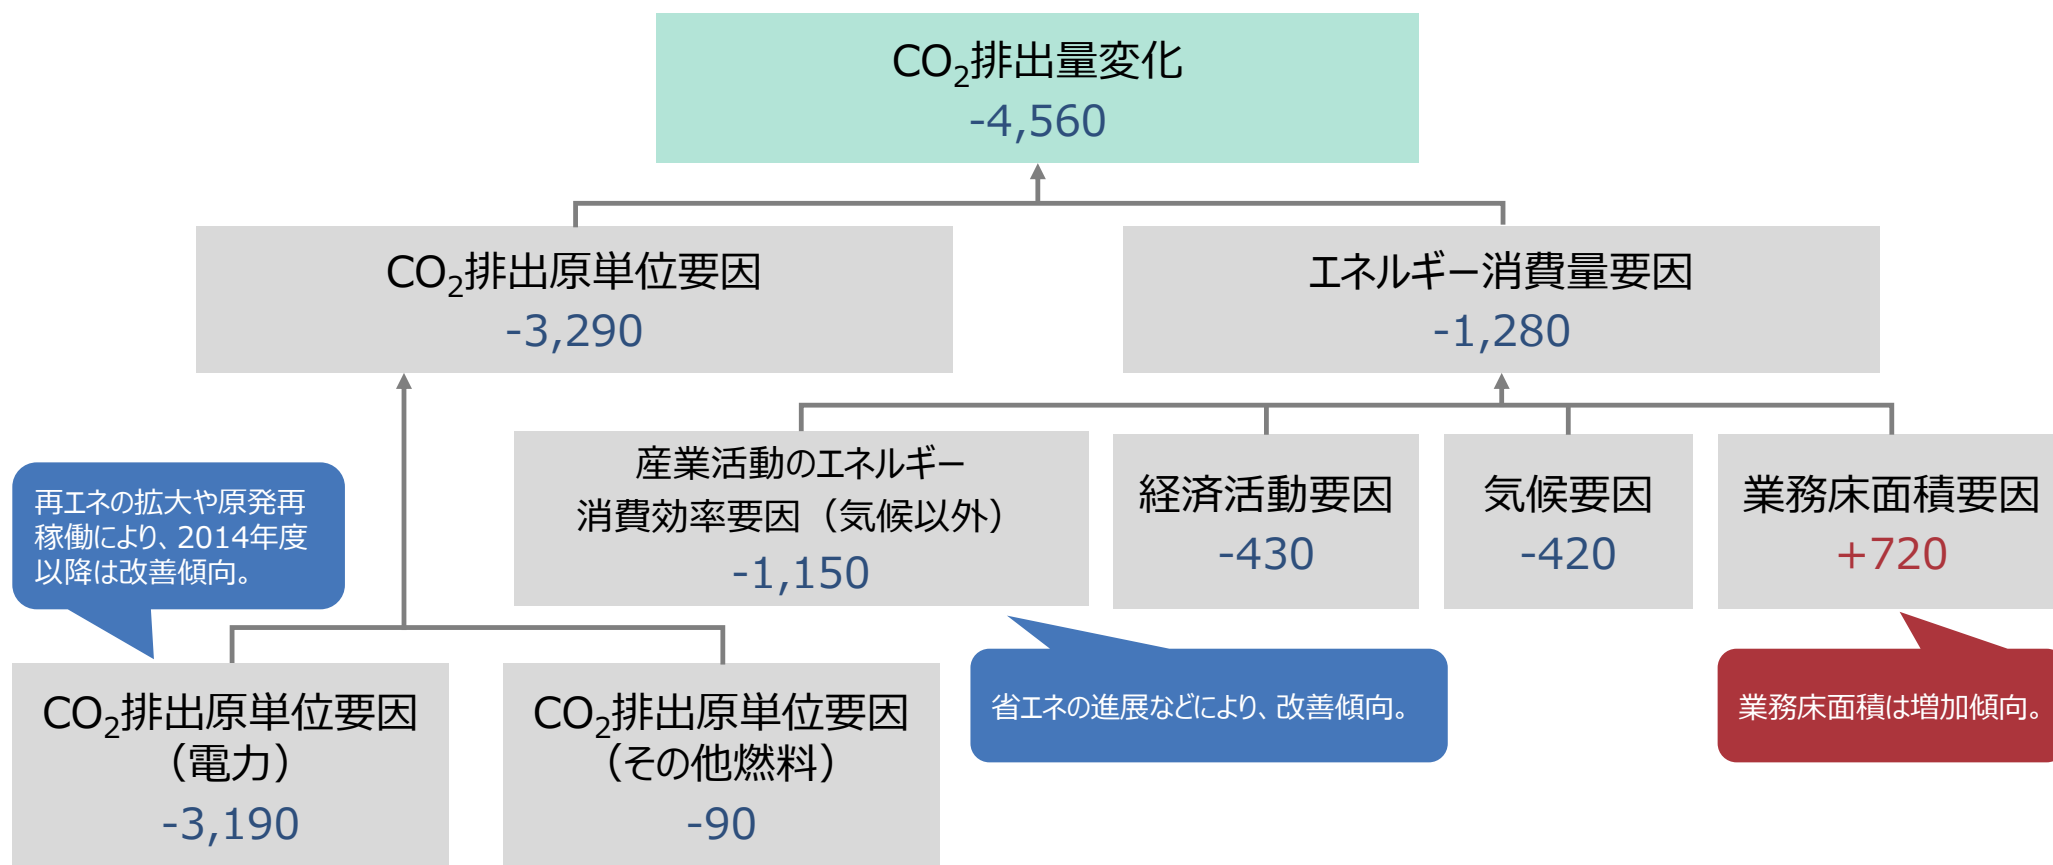 CO₂排出量変化
-4,560
CO₂排出原単位要因
-3,290
エネルギー消費量要因
-1,280
産業活動のエネルギー
消費効率要因（気候以外）
-1,150
経済活動要因
-430
気候要因
-420
業務床面積要因
+720
再エネの拡大や原発再
稼働により、2014年度
以降は改善傾向。
省エネの進展などにより、改善傾向。
業務床面積は増加傾向。
CO₂排出原単位要因
（電力）
-3,190
CO₂排出原単位要因
（その他燃料）
-90